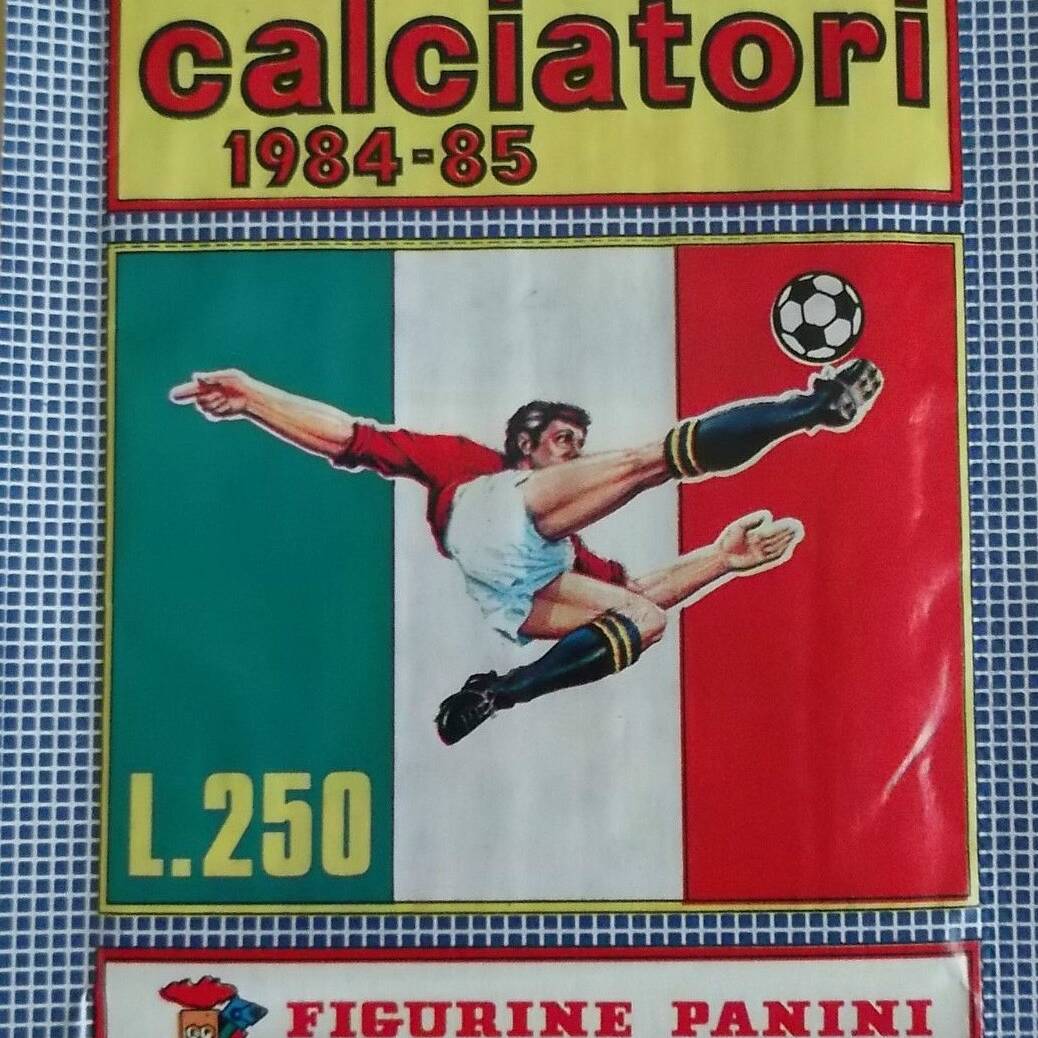 calciatori
1984-85
L.250
FIGURINE PANINI